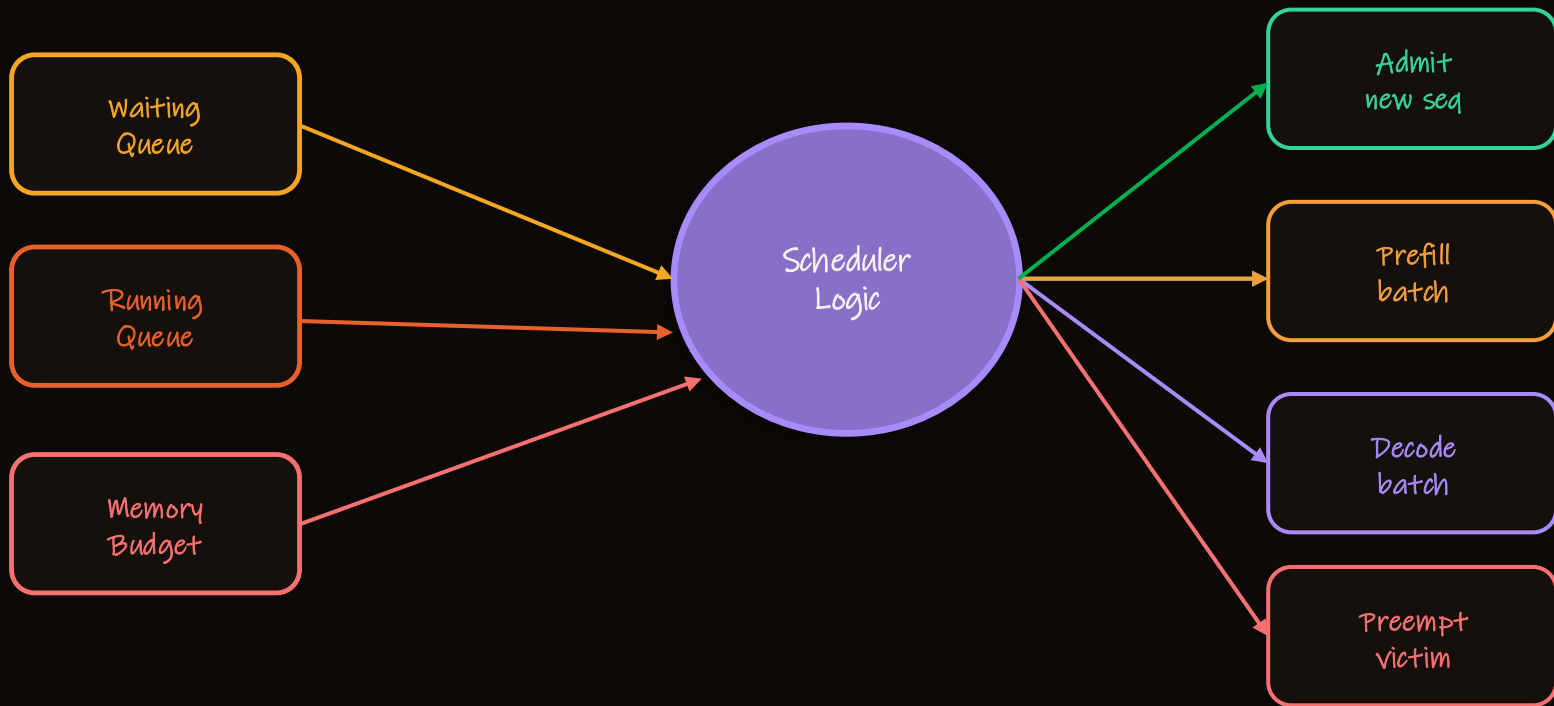 Waiting
Queue
Running
Queue
Memory
Budget
Scheduler
Logic
Admit
new seq
Prefill
batch
Decode
batch
Preempt
victim